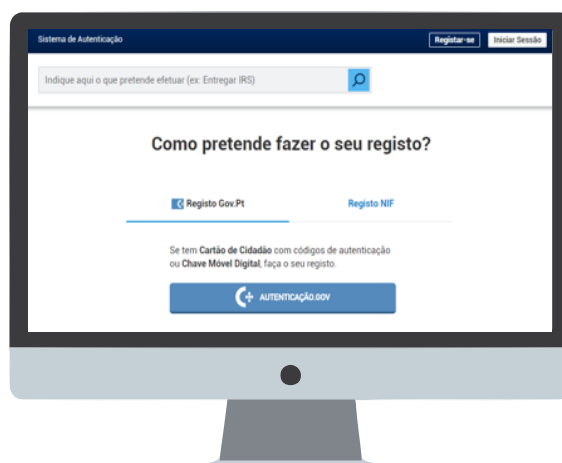 Sistema de Autenticação
Registar-se
Iniciar Sessão
Indique aqui o que pretende efetuar (ex: Entregar IRS)
Como pretende fazer o seu registo?
Registo Gov.Pt
Registo NIF
Se tem Cartão de Cidadão com códigos de autenticação
ou Chave Móvel Digital, faça o seu registo.
AUTENTICAÇÃO.GOV